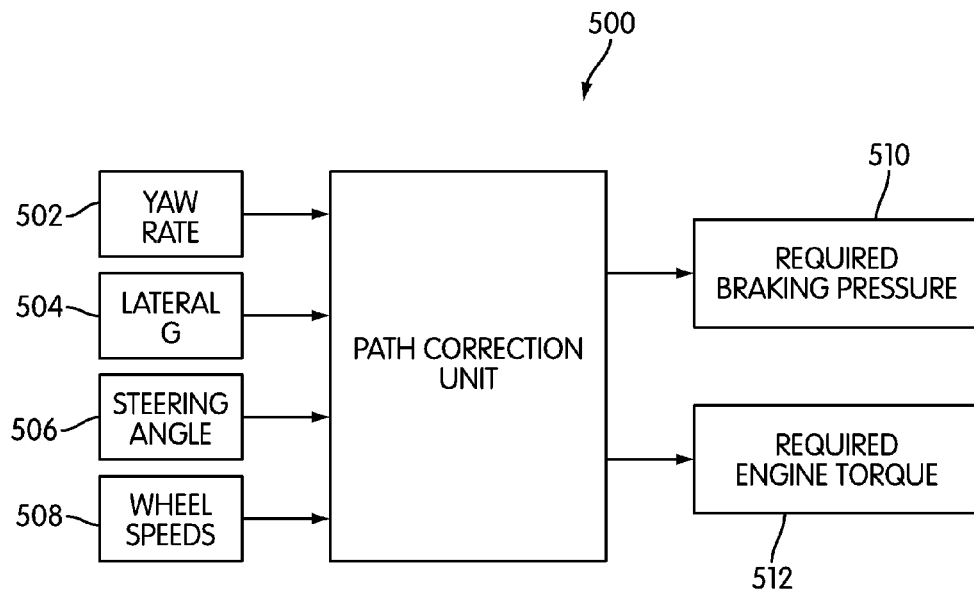 500
510
502
YAW
RATE
504
LATERAL
G
506
STEERING
ANGLE
508
WHEEL
SPEEDS
PATH CORRECTION
UNIT
REQUIRED
BRAKING PRESSURE
REQUIRED
ENGINE TORQUE
512